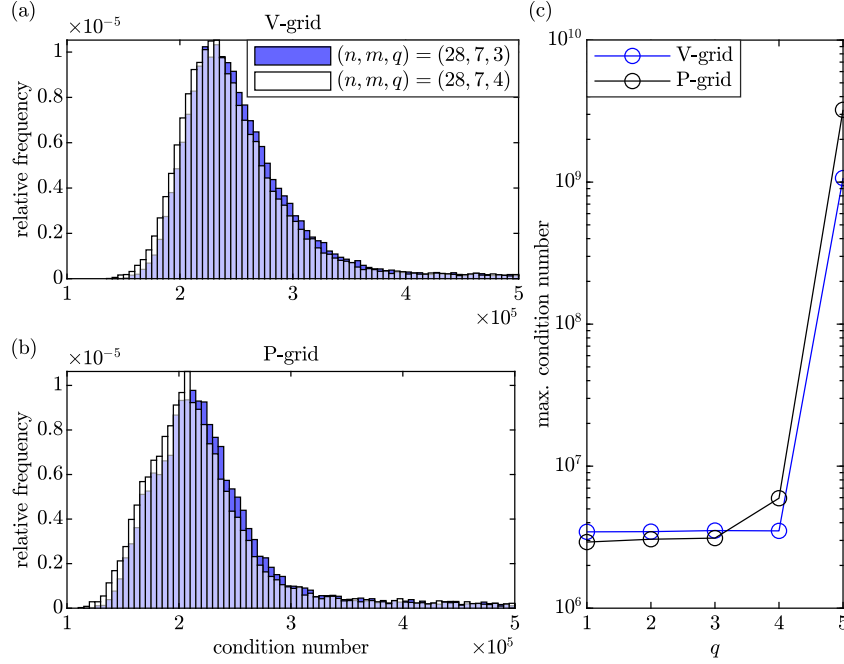 (a)
V-grid
×10⁻⁵
(n, m, q) = (28, 7, 3)
(n, m, q) = (28, 7, 4)
relative frequency
1
0.8
0.6
0.4
0.2
0
1 2 3 4 5
×10⁵
(b)
P-grid
×10⁻⁵
relative frequency
1
0.8
0.6
0.4
0.2
0
1 2 3 4 5
condition number
×10⁵
(c)
V-grid
P-grid
max. condition number
10¹⁰
10⁹
10⁸
10⁷
10⁶
1 2 3 4 5
q